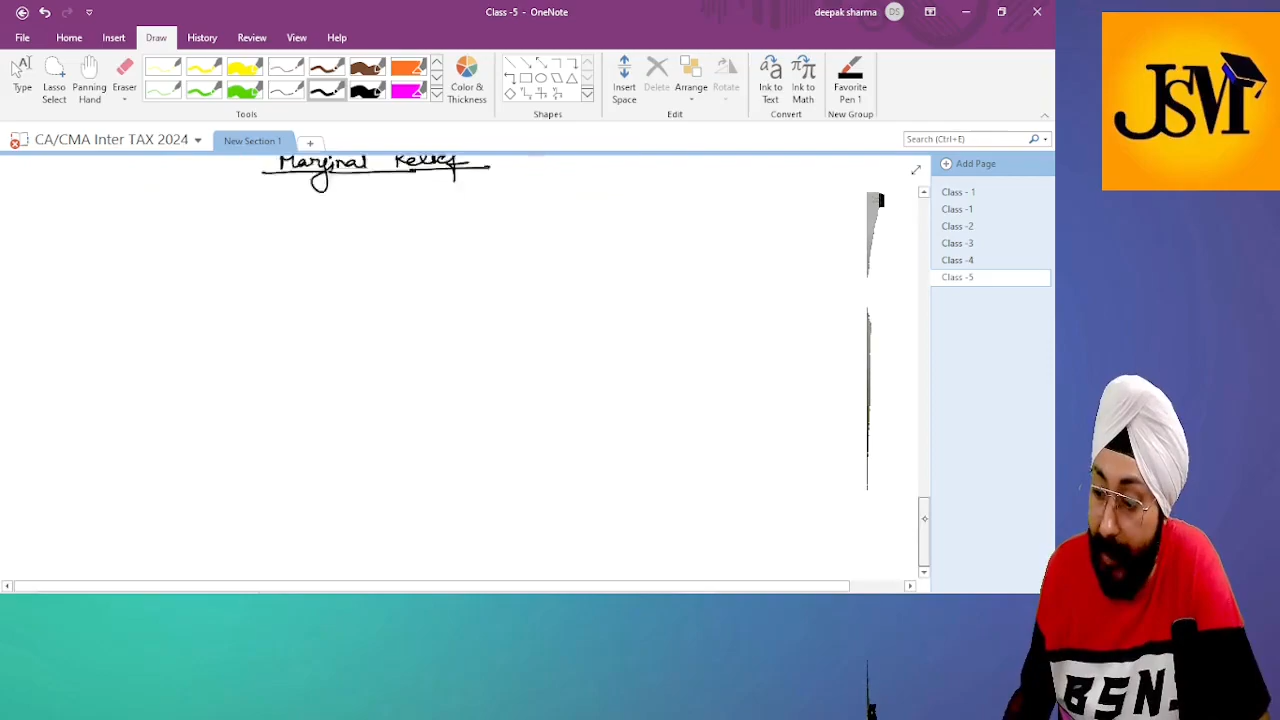 Class -5 - OneNote
deepak sharma DS
File Home Insert Draw History Review View Help
Type
Lasso Select
Panning Hand
Eraser
Color & Thickness
Insert Space
Delete
Arrange
Rotate
Ink to Text
Ink to Math
Favorite Pen 1
Tools Shapes Edit Convert New Group
CA/CMA Inter TAX 2024
New Section 1
Search (Ctrl+E)
Marginal Relief
Add Page
Class - 1
Class -1
Class -2
Class -3
Class -4
Class -5
JSM
BSN